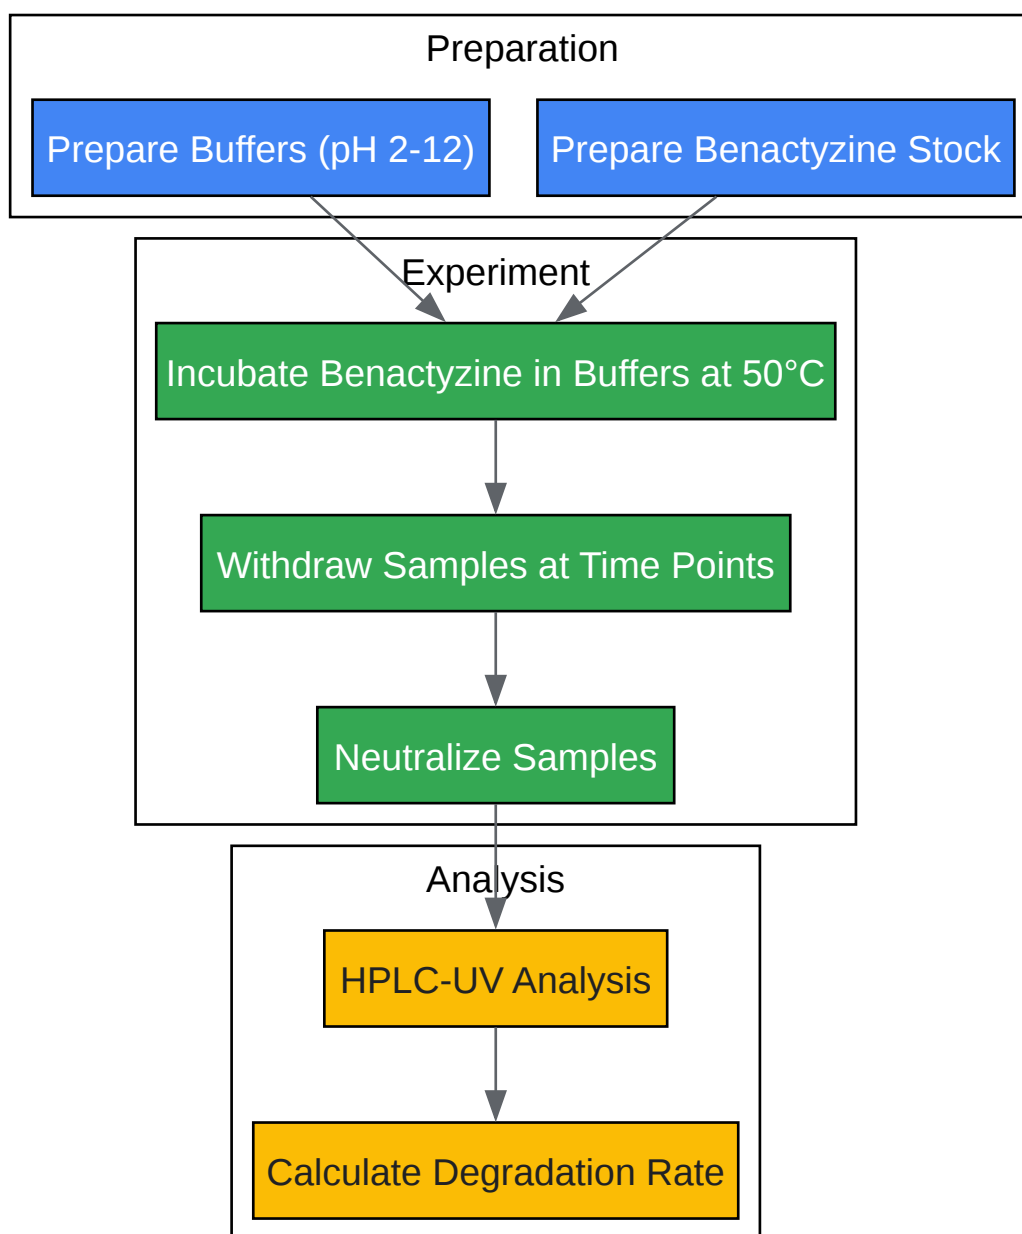 Preparation
Prepare Buffers (pH 2-12)
Prepare Benactyzine Stock
Experiment
Incubate Benactyzine in Buffers at 50°C
Withdraw Samples at Time Points
Neutralize Samples
Analysis
HPLC-UV Analysis
Calculate Degradation Rate